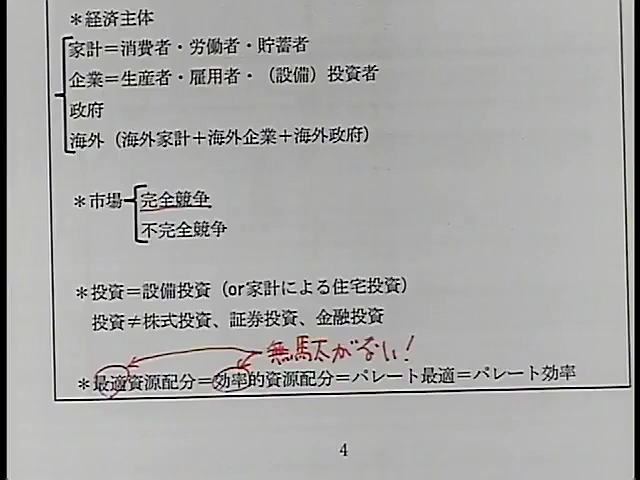 ＊経済主体
家計＝消費者・労働者・貯蓄者
企業＝生産者・雇用者・（設備）投資者
政府
海外（海外家計＋海外企業＋海外政府）
＊市場
完全競争
不完全競争
＊投資＝設備投資（or家計による住宅投資）
投資≠株式投資、証券投資、金融投資
無駄がない！
＊最適資源配分＝効率的資源配分＝パレート最適＝パレート効率
4